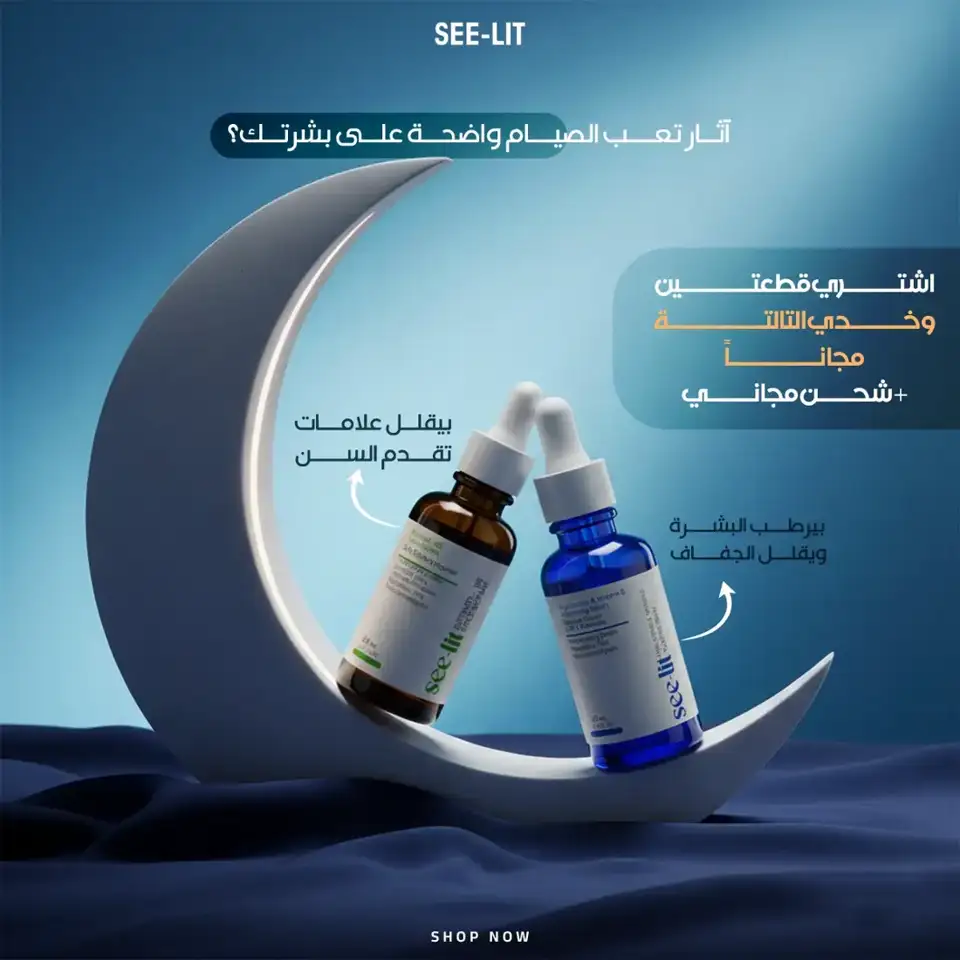 SEE-LIT
آثار تعب الصيام واضحة على بشرتك؟
اشتري قطعتين
وخدي التالتة
مجاناً
+شحن مجاني
بيقلل علامات
تقدم السن
بيرطب البشرة
ويقلل الجفاف
see-lit
see-lit
SHOP NOW